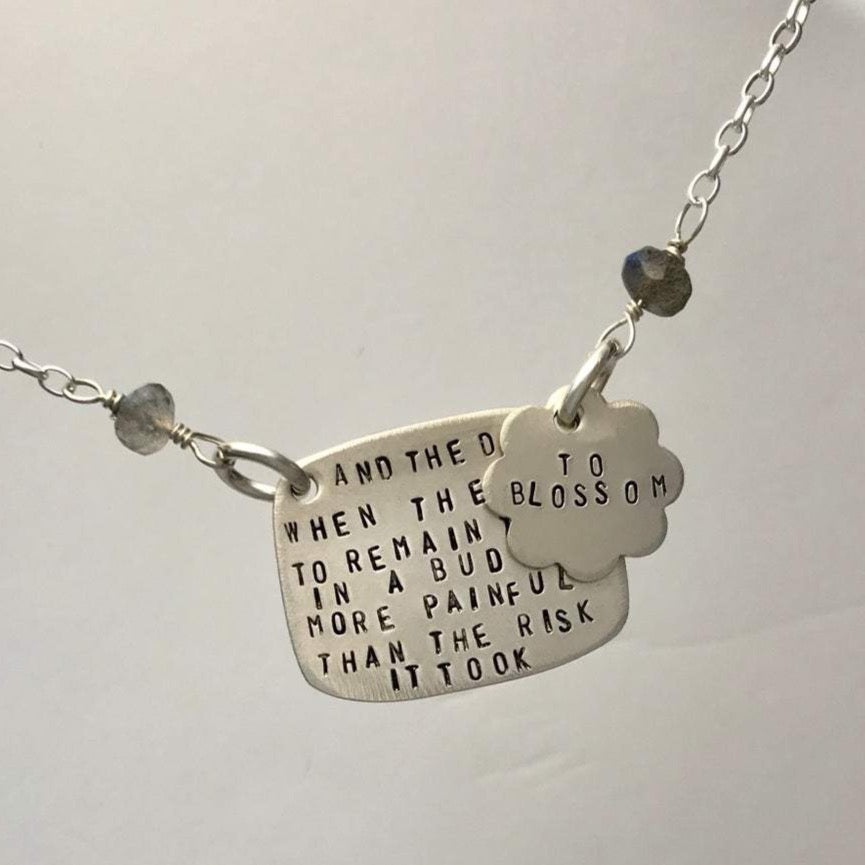 AND THE D
WHEN THE
TO REMAIN
IN A BUD
MORE PAINFUL
THAN THE RISK
IT TOOK
TO
BLOSSOM